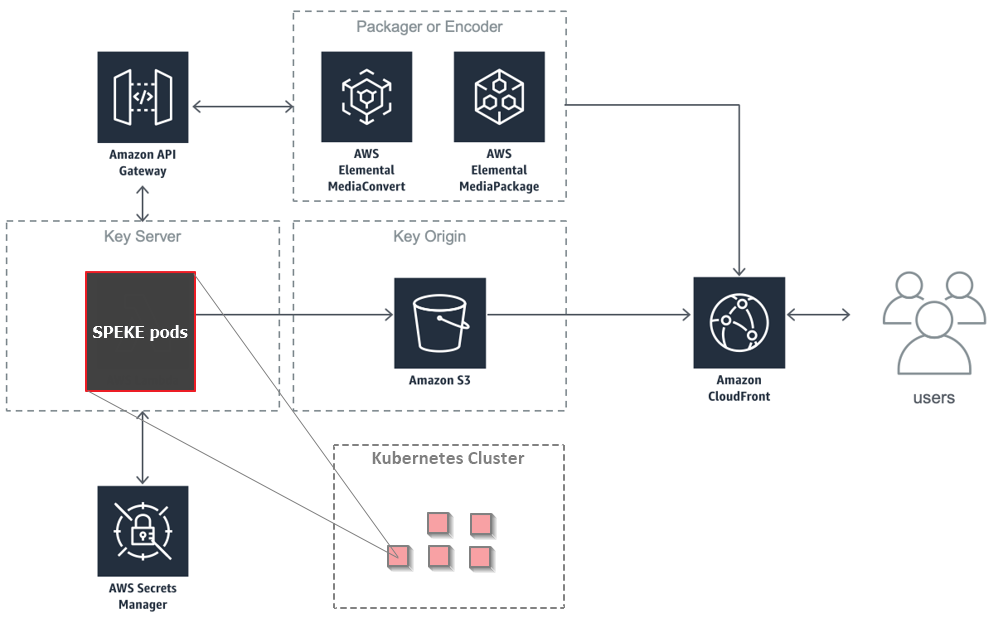 Packager or Encoder
Amazon API
Gateway
AWS
Elemental
MediaConvert
AWS
Elemental
MediaPackage
Key Server
SPEKE pods
Key Origin
Amazon S3
Amazon
CloudFront
users
Kubernetes Cluster
AWS Secrets
Manager